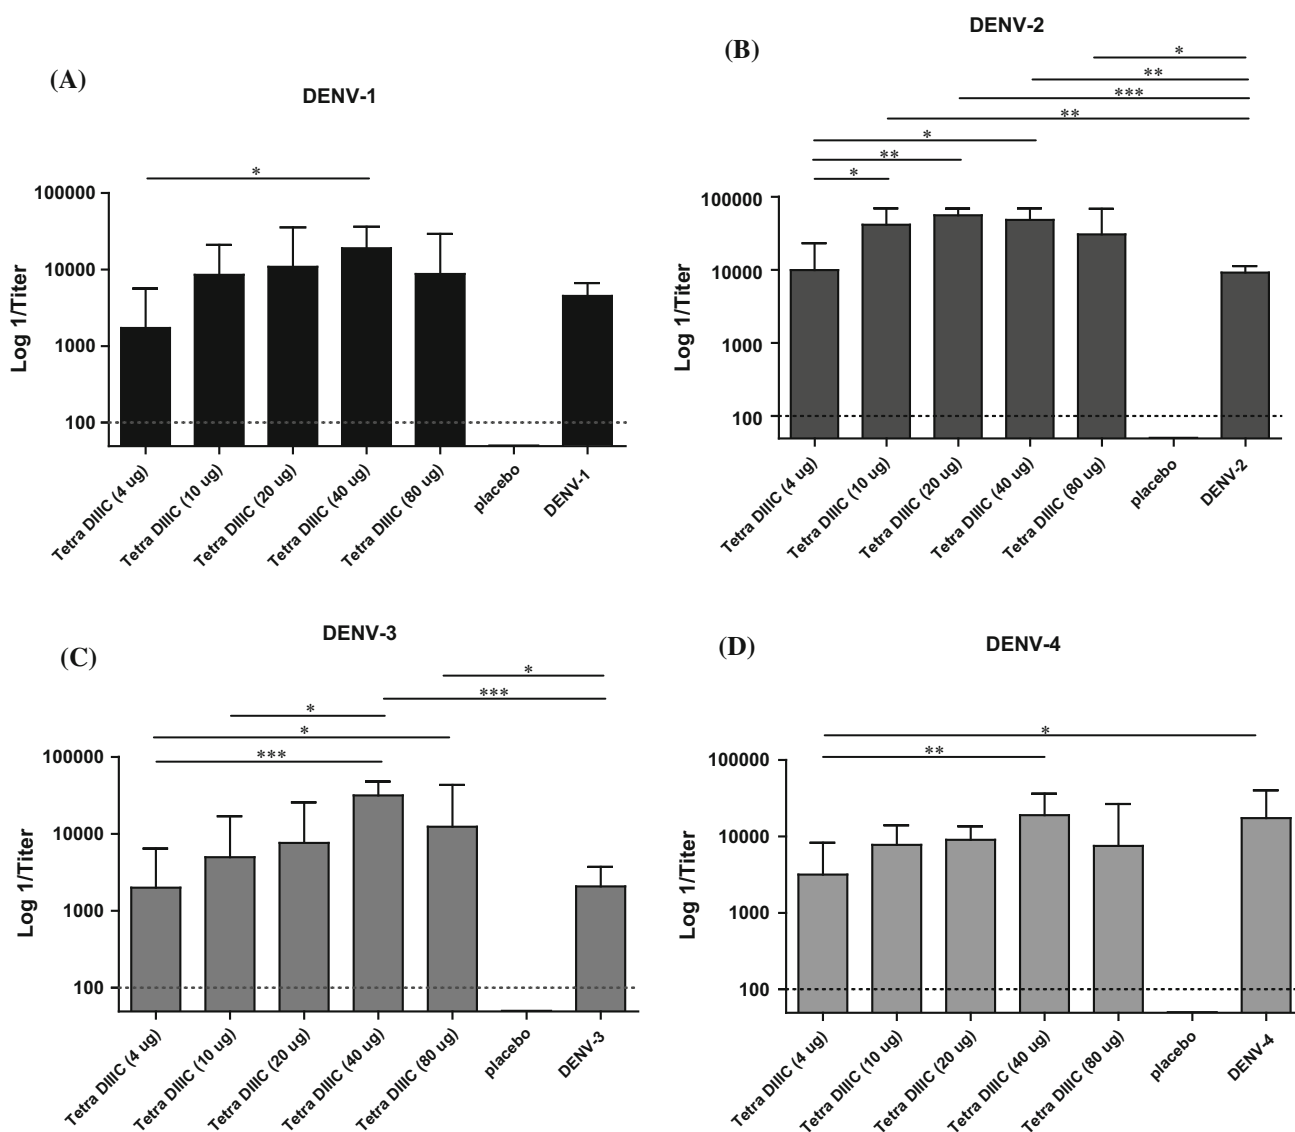 (A)
DENV-1
*
100000
10000
1000
100
Log 1/Titer
Tetra DIIIC (4 ug)
Tetra DIIIC (10 ug)
Tetra DIIIC (20 ug)
Tetra DIIIC (40 ug)
Tetra DIIIC (80 ug)
placebo
DENV-1
(B)
DENV-2
*
**
***
**
*
**
*
100000
10000
1000
100
Log 1/Titer
Tetra DIIIC (4 ug)
Tetra DIIIC (10 ug)
Tetra DIIIC (20 ug)
Tetra DIIIC (40 ug)
Tetra DIIIC (80 ug)
placebo
DENV-2
(C)
DENV-3
*
***
*
*
***
100000
10000
1000
100
Log 1/Titer
Tetra DIIIC (4 ug)
Tetra DIIIC (10 ug)
Tetra DIIIC (20 ug)
Tetra DIIIC (40 ug)
Tetra DIIIC (80 ug)
placebo
DENV-3
(D)
DENV-4
*
**
100000
10000
1000
100
Log 1/Titer
Tetra DIIIC (4 ug)
Tetra DIIIC (10 ug)
Tetra DIIIC (20 ug)
Tetra DIIIC (40 ug)
Tetra DIIIC (80 ug)
placebo
DENV-4